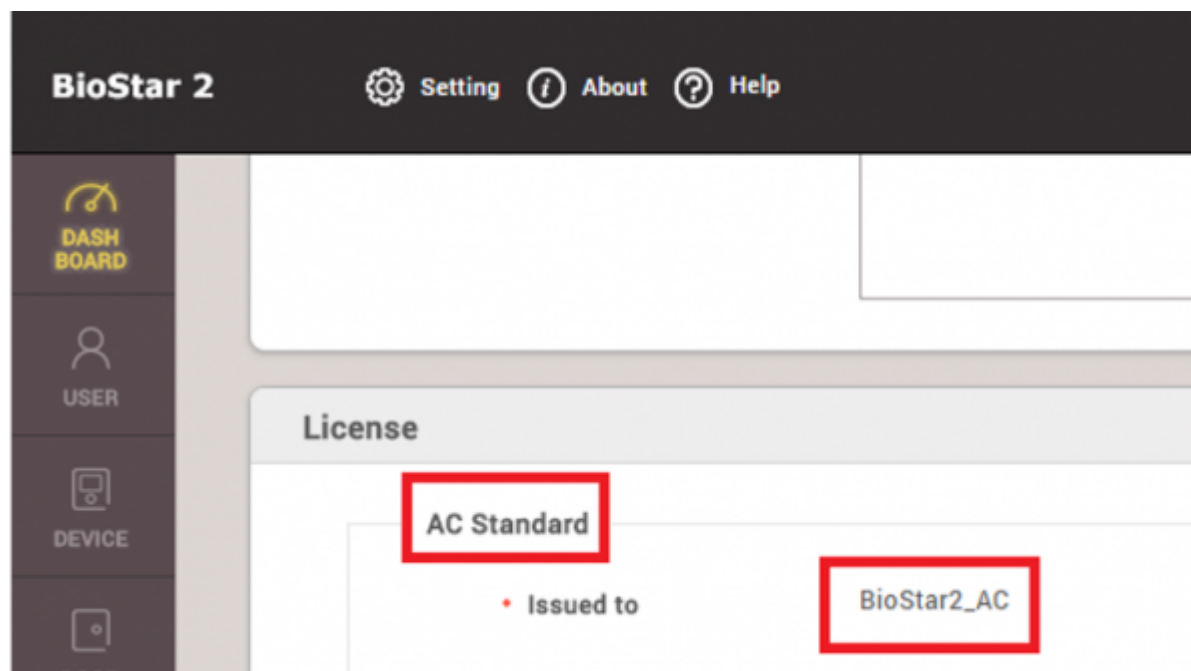 BioStar 2
Setting
About
Help
DASH
BOARD
USER
DEVICE
License
AC Standard
Issued to
BioStar2_AC